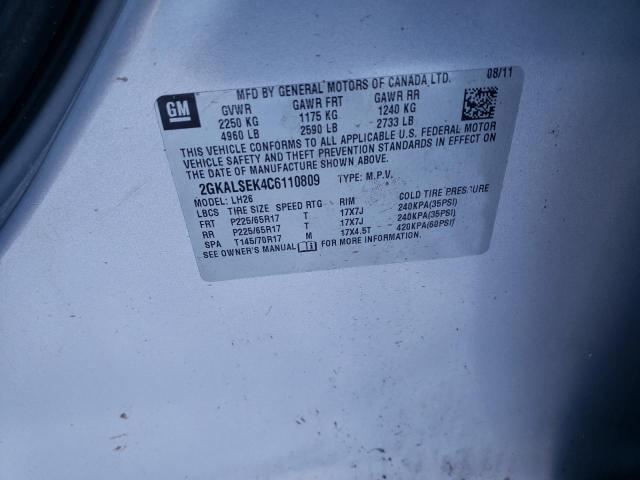 MFD BY GENERAL MOTORS OF CANADA LTD. 08/11
GM
GVWR GAWR FRT GAWR RR
2250 KG 1175 KG 1240 KG
4960 LB 2590 LB 2733 LB
THIS VEHICLE CONFORMS TO ALL APPLICABLE U.S. FEDERAL MOTOR
VEHICLE SAFETY AND THEFT PREVENTION STANDARDS IN EFFECT ON
THE DATE OF MANUFACTURE SHOWN ABOVE.
2GKALSEK4C6110809 TYPE: M.P.V.
MODEL: LH26
LBCS TIRE SIZE SPEED RTG RIM COLD TIRE PRESSURE
FRT P225/65R17 T 17X7J 240KPA(35PSI)
RR P225/65R17 T 17X7J 240KPA(35PSI)
SPA T145/70R17 M 17X4.5T 420KPA(60PSI)
SEE OWNER'S MANUAL